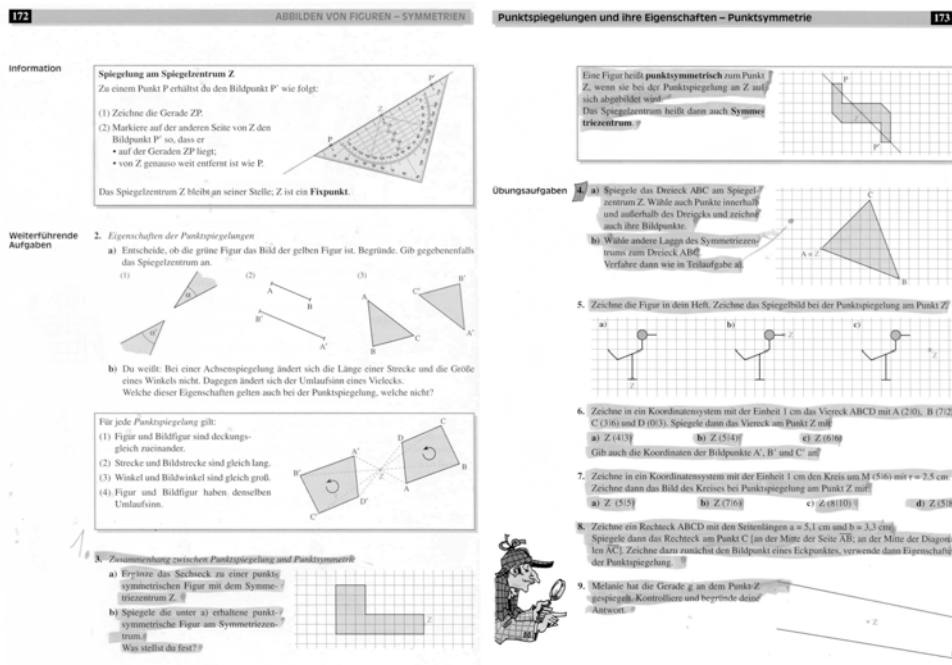 172
ABBILDEN VON FIGUREN – SYMMETRIEN
Information
Spiegelung am Spiegelzentrum Z
Zu einem Punkt P erhältst du den Bildpunkt P' wie folgt:
(1) Zeichne die Gerade ZP.
(2) Markiere auf der anderen Seite von Z den
Bildpunkt P' so, dass er
• auf der Geraden ZP liegt;
• von Z genauso weit entfernt ist wie P.
Das Spiegelzentrum Z bleibt an seiner Stelle; Z ist ein Fixpunkt.
P
Z
P'
Weiterführende
Aufgaben
2. Eigenschaften der Punktspiegelungen
a) Entscheide, ob die grüne Figur das Bild der gelben Figur ist. Begründe. Gib gegebenenfalls
das Spiegelzentrum an.
(1) (2) (3)
α
α
A
B
B'
A'
A
B
C
C'
B'
A'
b) Du weißt: Bei einer Achsenspiegelung ändert sich die Länge einer Strecke und die Größe
eines Winkels nicht. Dagegen ändert sich der Umlaufsinn eines Vielecks.
Welche dieser Eigenschaften gelten auch bei der Punktspiegelung, welche nicht?
Für jede Punktspiegelung gilt:
(1) Figur und Bildfigur sind deckungs-
gleich zueinander.
(2) Strecke und Bildstrecke sind gleich lang.
(3) Winkel und Bildwinkel sind gleich groß.
(4) Figur und Bildfigur haben denselben
Umlaufsinn.
B'
A'
D'
C'
Z
D
C
A
B
3. Zusammenhang zwischen Punktspiegelung und Punktsymmetrie
a) Ergänze das Sechseck zu einer punkt-
symmetrischen Figur mit dem Symme-
triezentrum Z.
b) Spiegele die unter a) erhaltene punkt-
symmetrische Figur am Symmetriezen-
trum.
Was stellst du fest?
Z
Punktspiegelungen und ihre Eigenschaften – Punktsymmetrie
173
Eine Figur heißt punktsymmetrisch zum Punkt
Z, wenn sie bei der Punktspiegelung an Z auf
sich abgebildet wird.
Das Spiegelzentrum heißt dann auch Symme-
triezentrum.
P
Z
P'
Übungsaufgaben
4. a) Spiegele das Dreieck ABC am Spiegel-
zentrum Z. Wähle auch Punkte innerhalb
und außerhalb des Dreiecks und zeichne
auch ihre Bildpunkte.
b) Wähle andere Lagen des Symmetriezen-
trums zum Dreieck ABC.
Verfahre dann wie in Teilaufgabe a).
C
A = Z
B
5. Zeichne die Figur in dein Heft. Zeichne das Spiegelbild bei der Punktspiegelung am Punkt Z.
a) b) c)
Z
Z
Z
6. Zeichne in ein Koordinatensystem mit der Einheit 1 cm das Viereck ABCD mit A (2|0), B (7|2
C (3|6) und D (0|3). Spiegele dann das Viereck am Punkt Z mit:
a) Z (4|3) b) Z (5|4) c) Z (6|6)
Gib auch die Koordinaten der Bildpunkte A', B' und C' an.
7. Zeichne in ein Koordinatensystem mit der Einheit 1 cm den Kreis um M (5|6) mit r = 2,5 cm
Zeichne dann das Bild des Kreises bei Punktspiegelung am Punkt Z mit:
a) Z (5|5) b) Z (7|6) c) Z (8|10) d) Z (5|8
8. Zeichne ein Rechteck ABCD mit den Seitenlängen a = 5,1 cm und b = 3,3 cm.
Spiegele dann das Rechteck am Punkt C [an der Mitte der Seite AB; an der Mitte der Diagona
len AC]. Zeichne dazu zunächst den Bildpunkt eines Eckpunktes, verwende dann Eigenschafte
der Punktspiegelung.
9. Melanie hat die Gerade g an dem Punkt Z
gespiegelt. Kontrolliere und begründe deine
Antwort.
Z